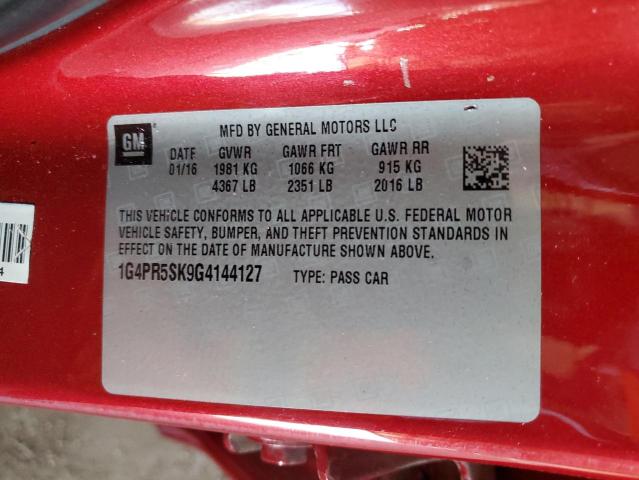 GM
MFD BY GENERAL MOTORS LLC
DATE GVWR GAWR FRT GAWR RR
01/16 1981 KG 1066 KG 915 KG
4367 LB 2351 LB 2016 LB
THIS VEHICLE CONFORMS TO ALL APPLICABLE U.S. FEDERAL MOTOR
VEHICLE SAFETY, BUMPER, AND THEFT PREVENTION STANDARDS IN
EFFECT ON THE DATE OF MANUFACTURE SHOWN ABOVE.
1G4PR5SK9G4144127 TYPE: PASS CAR
4